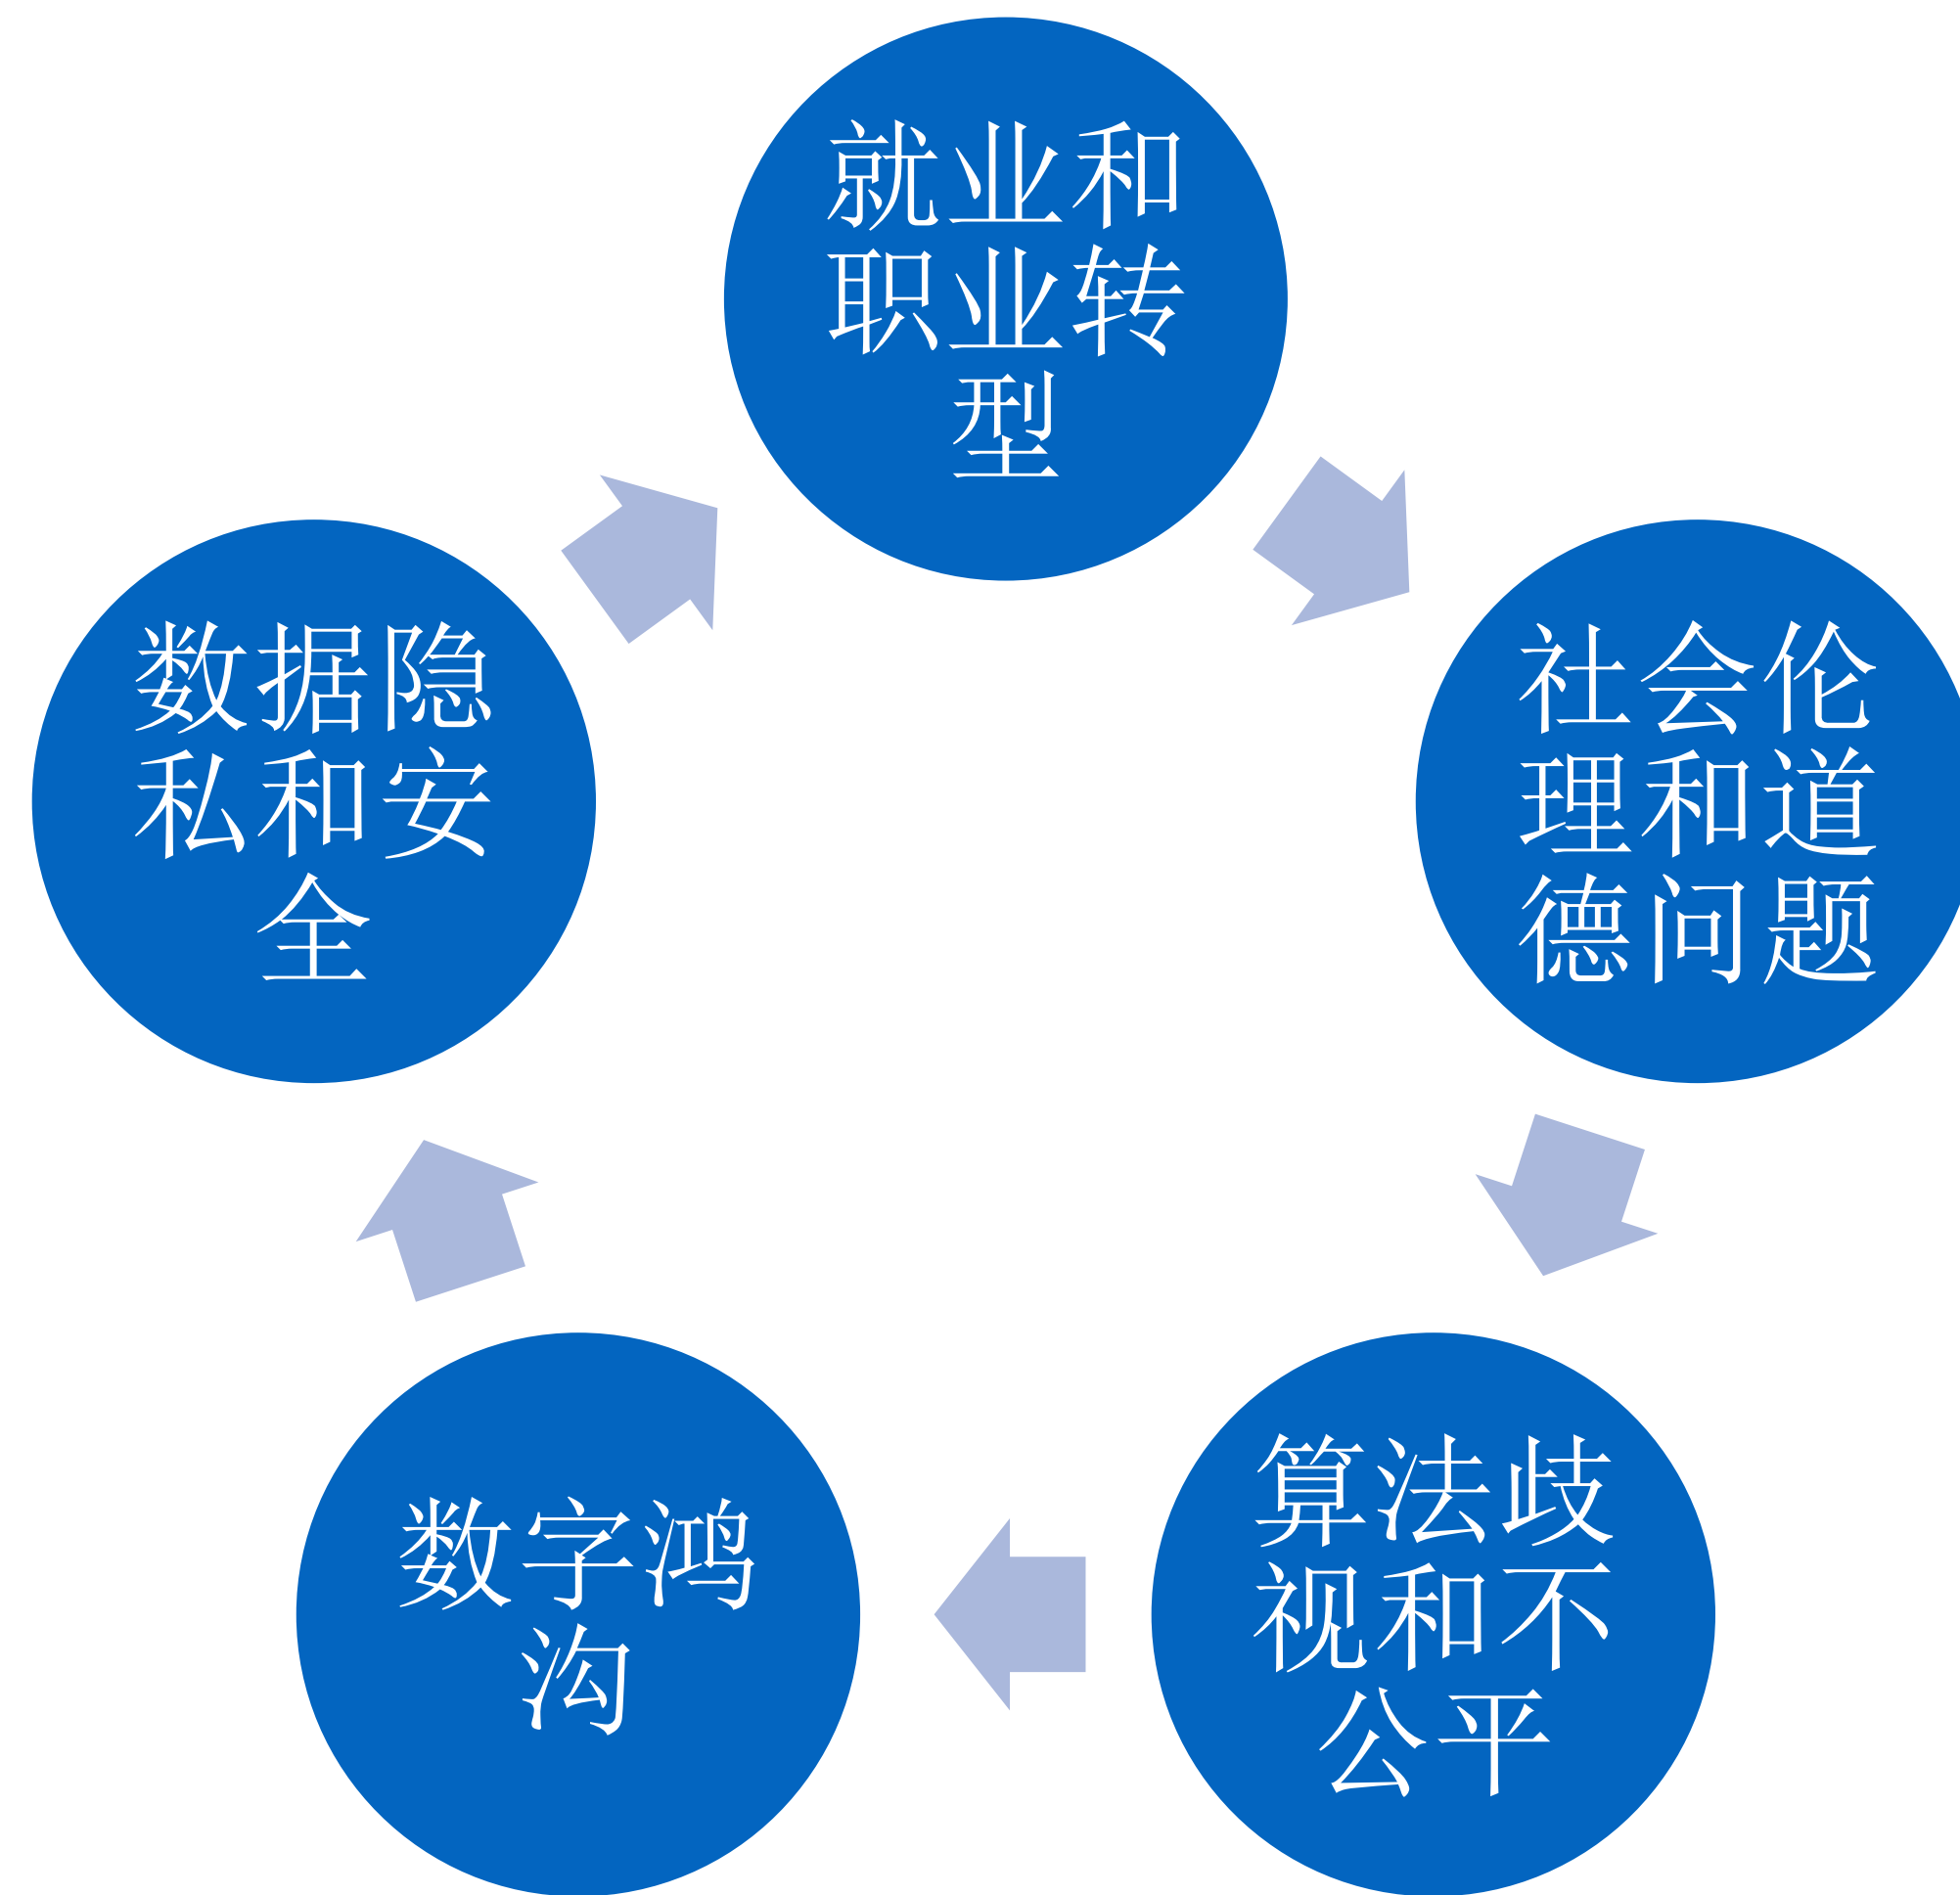 就业和
职业转
型
社会化
理和道
德问题
算法歧
视和不
公平
数字鸿
沟
数据隐
私和安
全